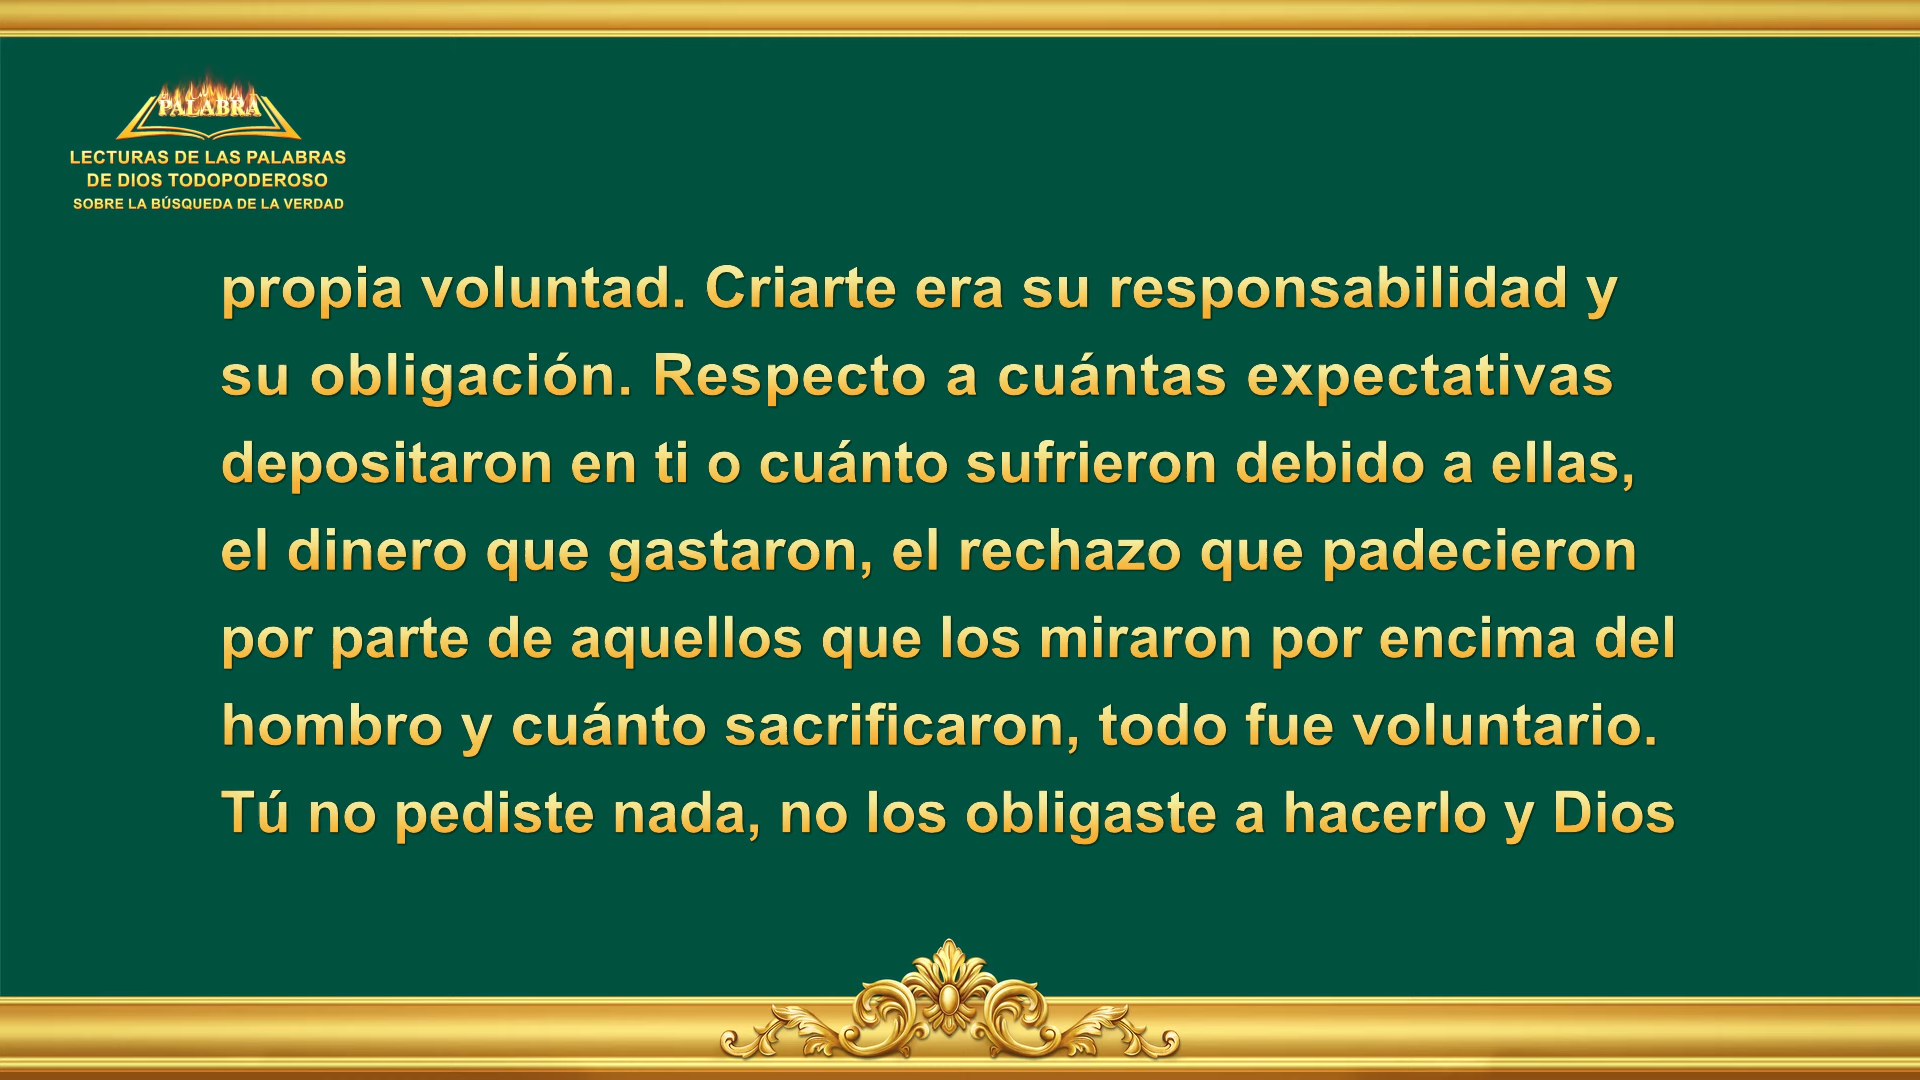 PALABRA
LECTURAS DE LAS PALABRAS
DE DIOS TODOPODEROSO
SOBRE LA BÚSQUEDA DE LA VERDAD
propia voluntad. Criarte era su responsabilidad y
su obligación. Respecto a cuántas expectativas
depositaron en ti o cuánto sufrieron debido a ellas,
el dinero que gastaron, el rechazo que padecieron
por parte de aquellos que los miraron por encima del
hombro y cuánto sacrificaron, todo fue voluntario.
Tú no pediste nada, no los obligaste a hacerlo y Dios